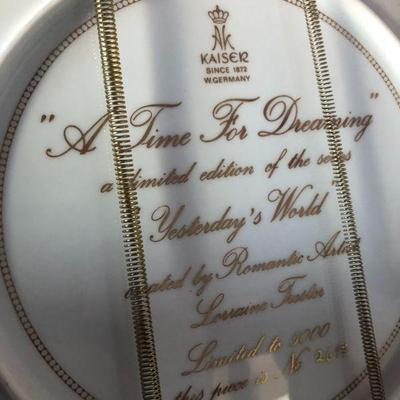 KAISER
SINCE 1872
W. GERMANY
"A Time For Dreaming"
a limited edition of the series
Yesterday's World"
created by Romantic Artist
Lorraine Trester
Limited to 5000
this piece is No